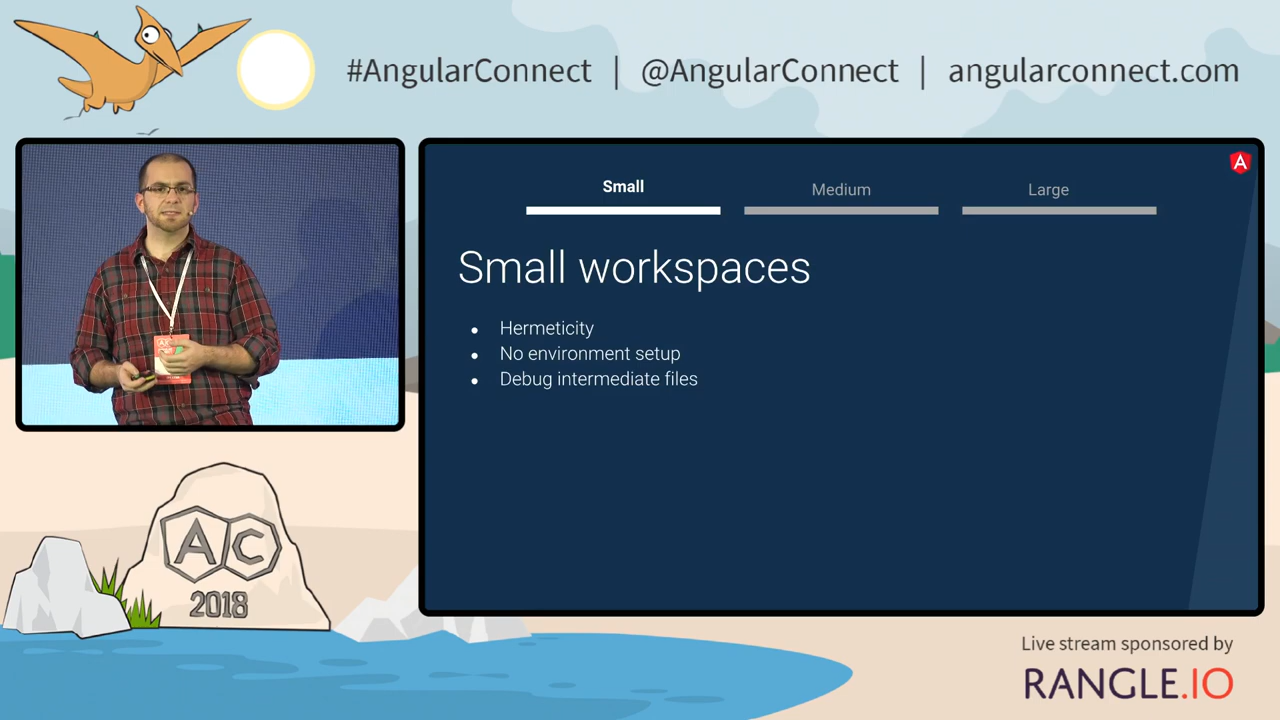 #AngularConnect | @AngularConnect | angularconnect.com
Small
Medium
Large
Small workspaces
• Hermeticity
• No environment setup
• Debug intermediate files
AC
2018
Live stream sponsored by
RANGLE.IO